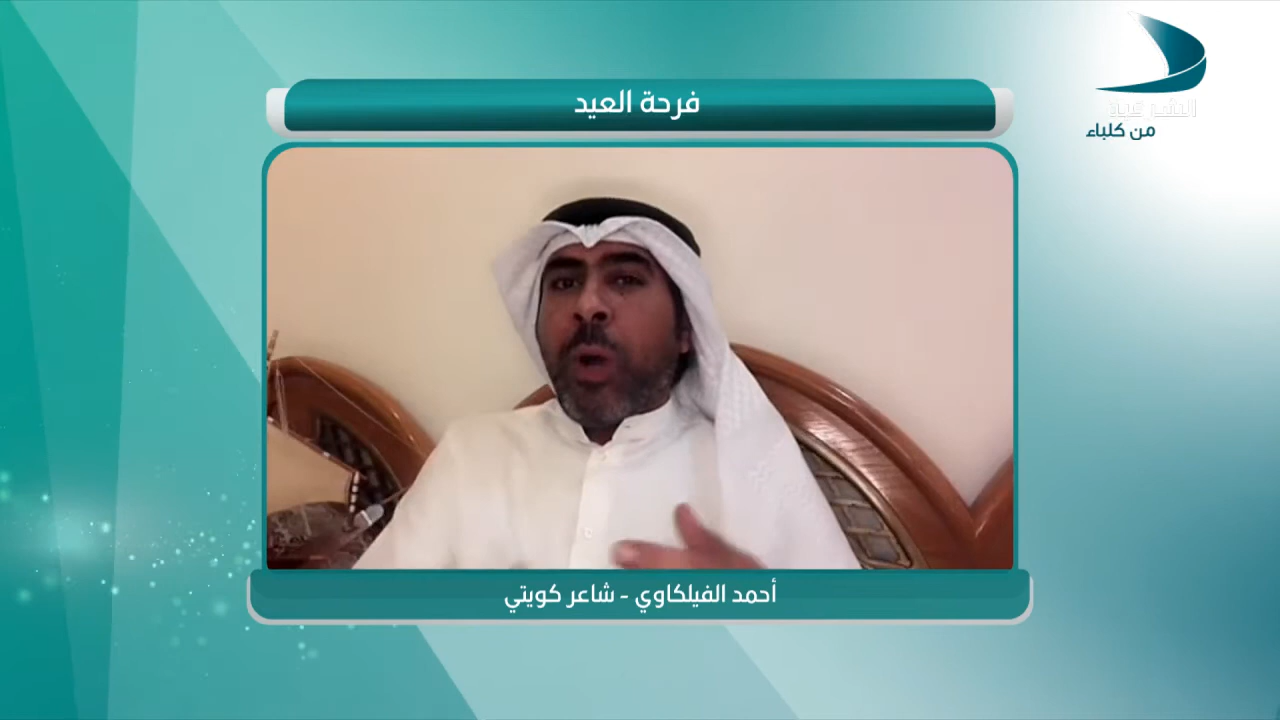 فرحة العيد
من كلباء
أحمد الفيلكاوي - شاعر كويتي